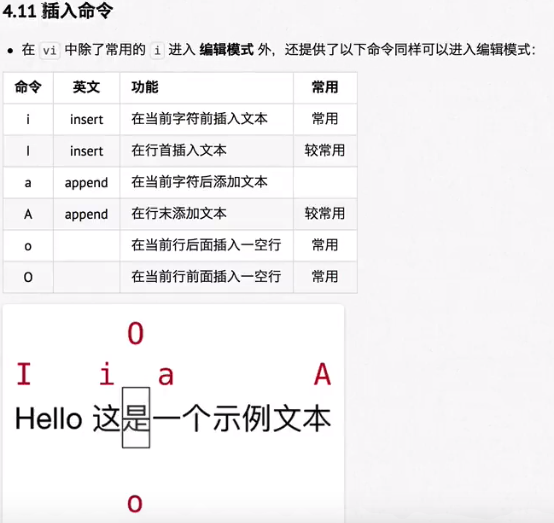 4.11 插入命令
• 在 vi 中除了常用的 i 进入 编辑模式 外，还提供了以下命令同样可以进入编辑模式：
命令 英文 功能 常用
i insert 在当前字符前插入文本 常用
I insert 在行首插入文本 较常用
a append 在当前字符后添加文本
A append 在行末添加文本 较常用
o 在当前行后面插入一空行 常用
O 在当前行前面插入一空行 常用
O
I i a A
Hello 这是一个示例文本
o